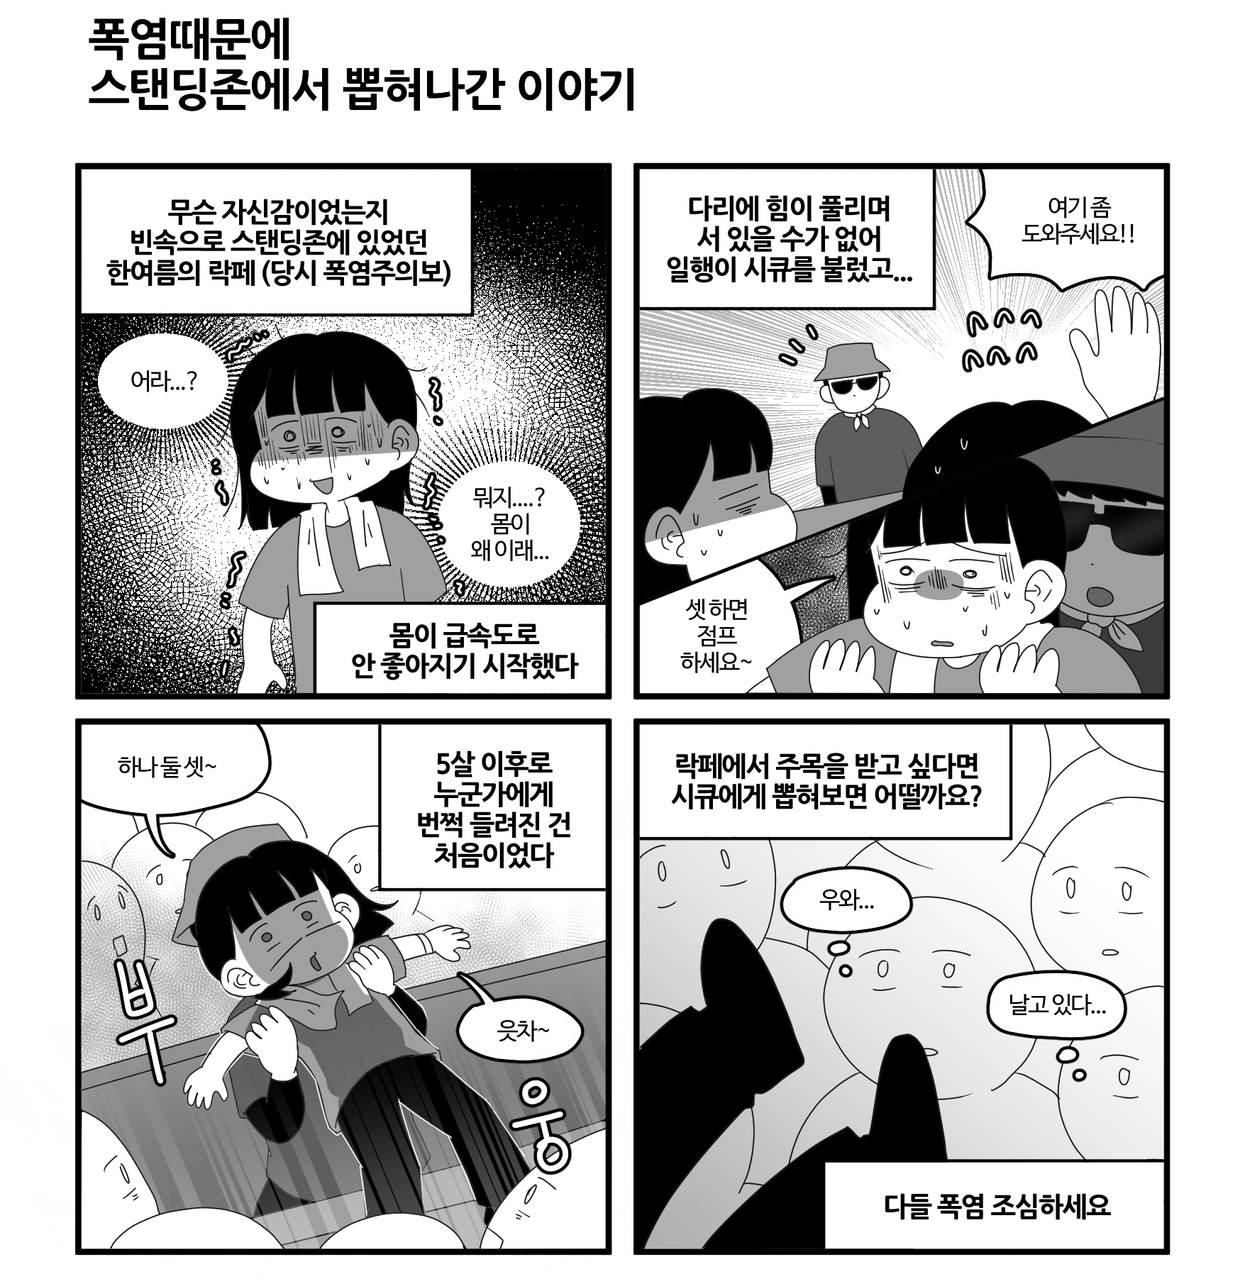 폭염때문에
스탠딩존에서 뽑혀나간 이야기
무슨 자신감이었는지
빈속으로 스탠딩존에 있었던
한여름의 락페 (당시 폭염주의보)
어라...?
뭐지....?
몸이
왜 이래...
몸이 급속도로
안 좋아지기 시작했다
다리에 힘이 풀리며
서 있을 수가 없어
일행이 시큐를 불렀고...
여기 좀
도와주세요!!
셋 하면
점프
하세요~
하나 둘 셋~
5살 이후로
누군가에게
번쩍 들려진 건
처음이었다
부
웃차~
웅
락페에서 주목을 받고 싶다면
시큐에게 뽑혀보면 어떨까요?
우와...
날고 있다...
다들 폭염 조심하세요